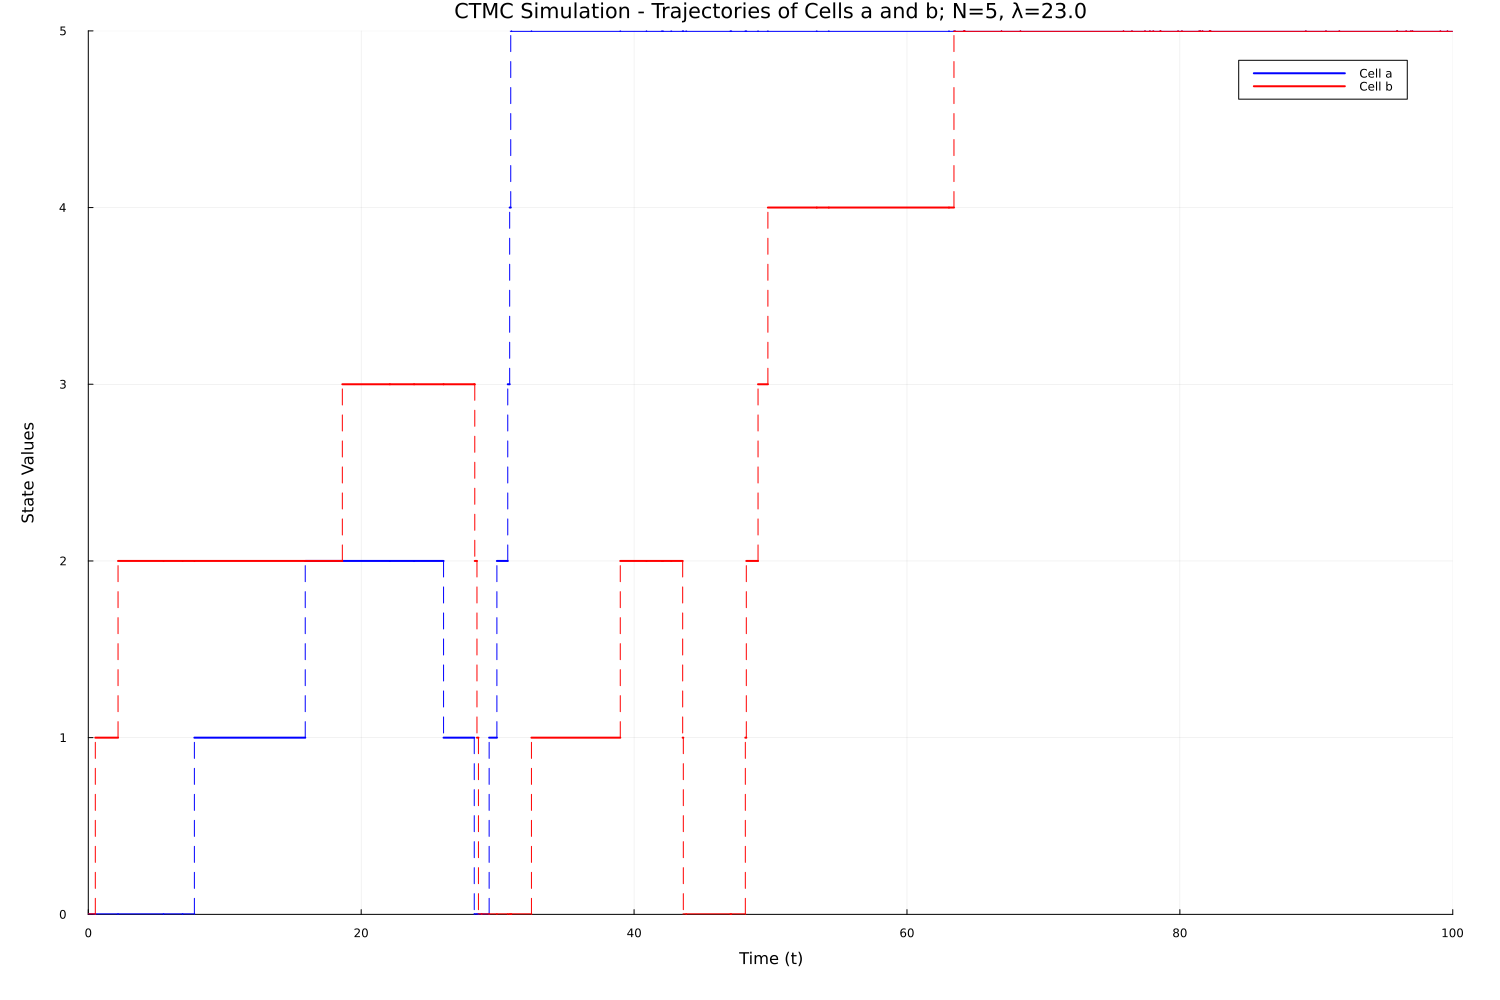 CTMC Simulation - Trajectories of Cells a and b; N=5, λ=23.0
5
Cell a
Cell b
4
3
State Values
2
1
0
0 20 40 60 80 100
Time (t)